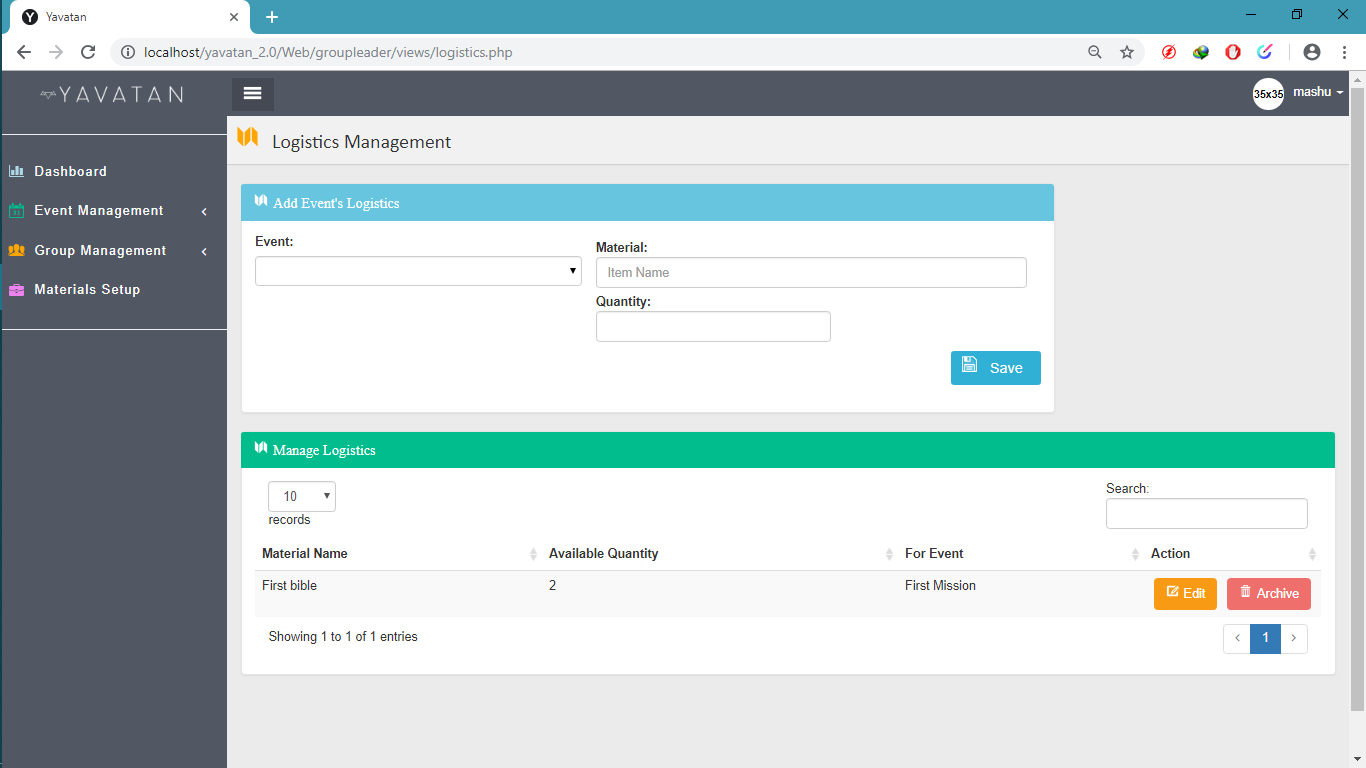 Yavatan
localhost/yavatan_2.0/Web/groupleader/views/logistics.php
YAVATAN
35x35 mashu
Logistics Management
Dashboard
Event Management
Group Management
Materials Setup
Add Event's Logistics
Event:
Material:
Item Name
Quantity:
Save
Manage Logistics
10
records
Search:
Material Name Available Quantity For Event Action
First bible 2 First Mission Edit Archive
Showing 1 to 1 of 1 entries
‹ 1 ›